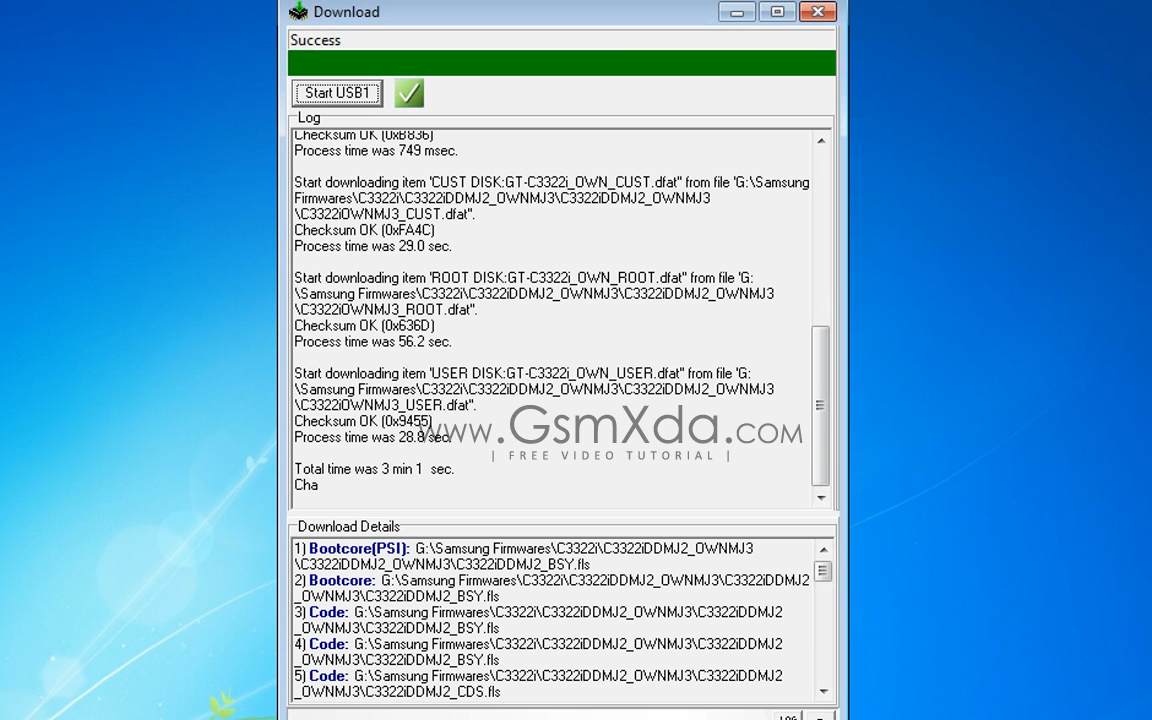 Download
Success
Start USB1
Log
Checksum OK (0xB836)
Process time was 749 msec.
Start downloading item 'CUST DISK:GT-C3322i_OWN_CUST.dfat" from file 'G:\Samsung
Firmwares\C3322i\C3322iDDMJ2_OWNMJ3\C3322iDDMJ2_OWNMJ3
\C3322iOWNMJ3_CUST.dfat".
Checksum OK (0xFA4C)
Process time was 29.0 sec.
Start downloading item 'ROOT DISK:GT-C3322i_OWN_ROOT.dfat" from file 'G:
\Samsung Firmwares\C3322i\C3322iDDMJ2_OWNMJ3\C3322iDDMJ2_OWNMJ3
\C3322iOWNMJ3_ROOT.dfat".
Checksum OK (0x636D)
Process time was 56.2 sec.
Start downloading item 'USER DISK:GT-C3322i_OWN_USER.dfat" from file 'G:
\Samsung Firmwares\C3322i\C3322iDDMJ2_OWNMJ3\C3322iDDMJ2_OWNMJ3
\C3322iOWNMJ3_USER.dfat".
Checksum OK (0x9455)
Process time was 28.8 sec.
www.GsmXda.com
| FREE VIDEO TUTORIAL |
Total time was 3 min 1  sec.
Cha
Download Details
1) Bootcore(PSI): G:\Samsung Firmwares\C3322i\C3322iDDMJ2_OWNMJ3
\C3322iDDMJ2_OWNMJ3\C3322iDDMJ2_BSY.fls
2) Bootcore: G:\Samsung Firmwares\C3322i\C3322iDDMJ2_OWNMJ3\C3322iDDMJ2
_OWNMJ3\C3322iDDMJ2_BSY.fls
3) Code: G:\Samsung Firmwares\C3322i\C3322iDDMJ2_OWNMJ3\C3322iDDMJ2
_OWNMJ3\C3322iDDMJ2_BSY.fls
4) Code: G:\Samsung Firmwares\C3322i\C3322iDDMJ2_OWNMJ3\C3322iDDMJ2
_OWNMJ3\C3322iDDMJ2_BSY.fls
5) Code: G:\Samsung Firmwares\C3322i\C3322iDDMJ2_OWNMJ3\C3322iDDMJ2
_OWNMJ3\C3322iDDMJ2_CDS.fls
LOG